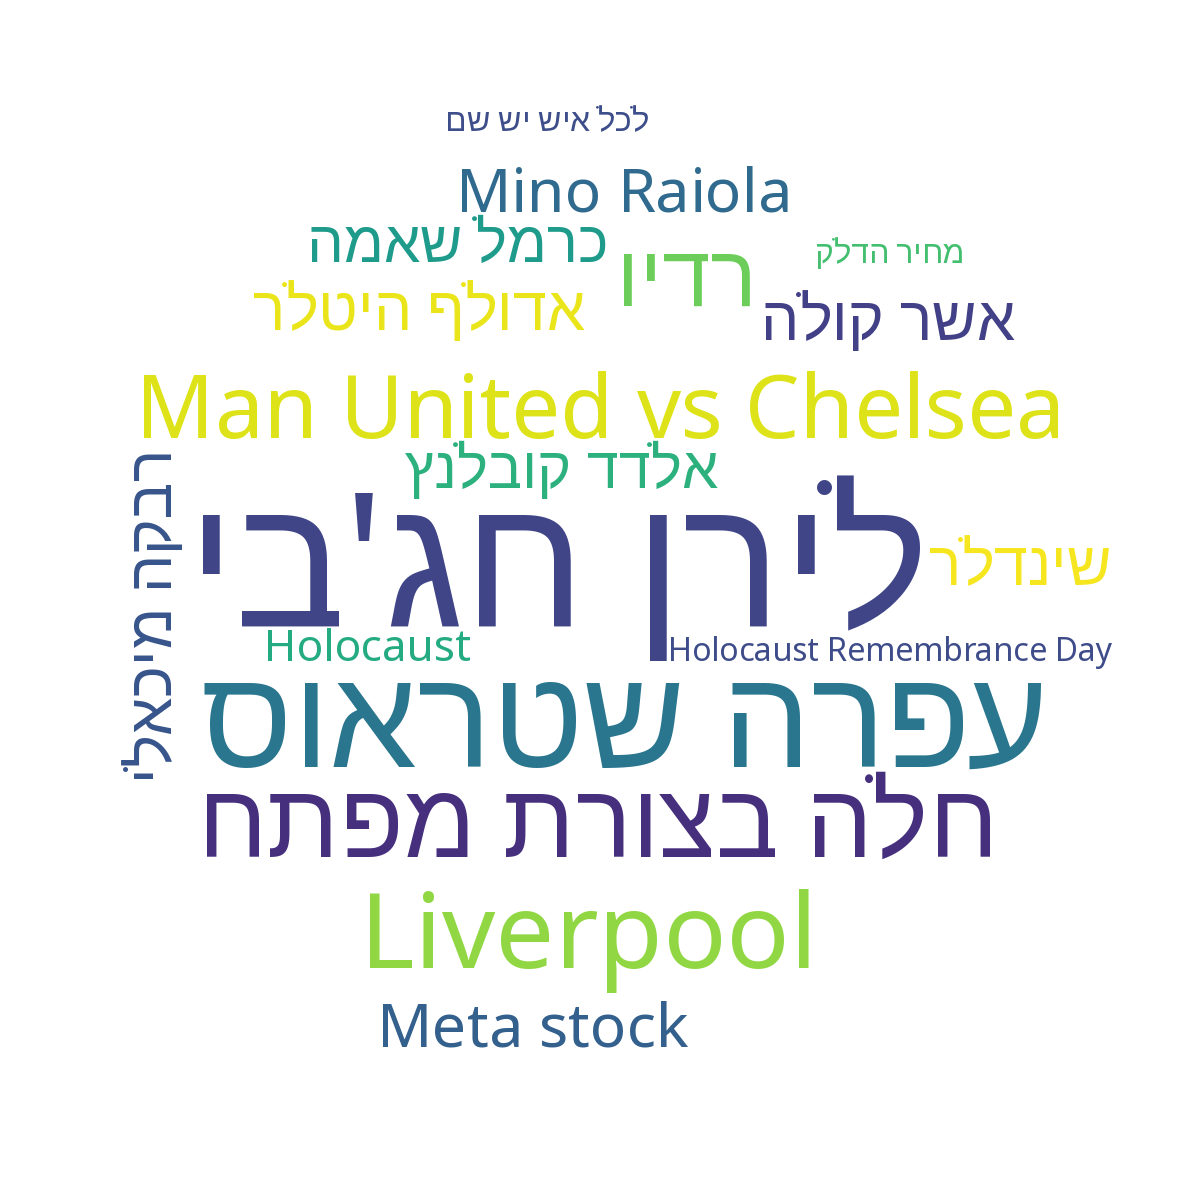 לכל איש יש שם
Mino Raiola
כרמל שאמה
רדיו
מחיר הדלק
אדולף היטלר
אשר קולה
Man United vs Chelsea
אלדד קובלנץ
רבקה מיכאלי
לירן חג'בי
שינדלר
Holocaust
Holocaust Remembrance Day
עפרה שטראוס
חלה בצורת מפתח
Liverpool
Meta stock